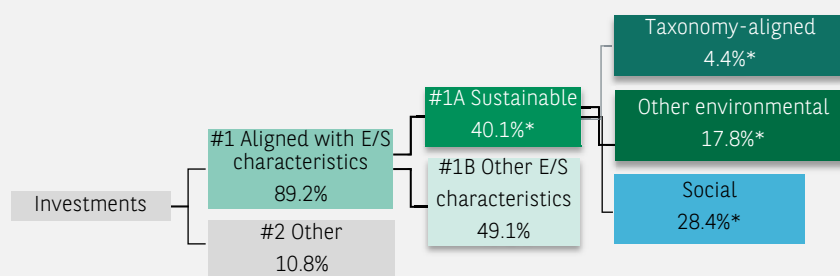 Investments
#1 Aligned with E/S
characteristics
89.2%
#2 Other
10.8%
#1A Sustainable
40.1%*
#1B Other E/S
characteristics
49.1%
Taxonomy-aligned
4.4%*
Other environmental
17.8%*
Social
28.4%*